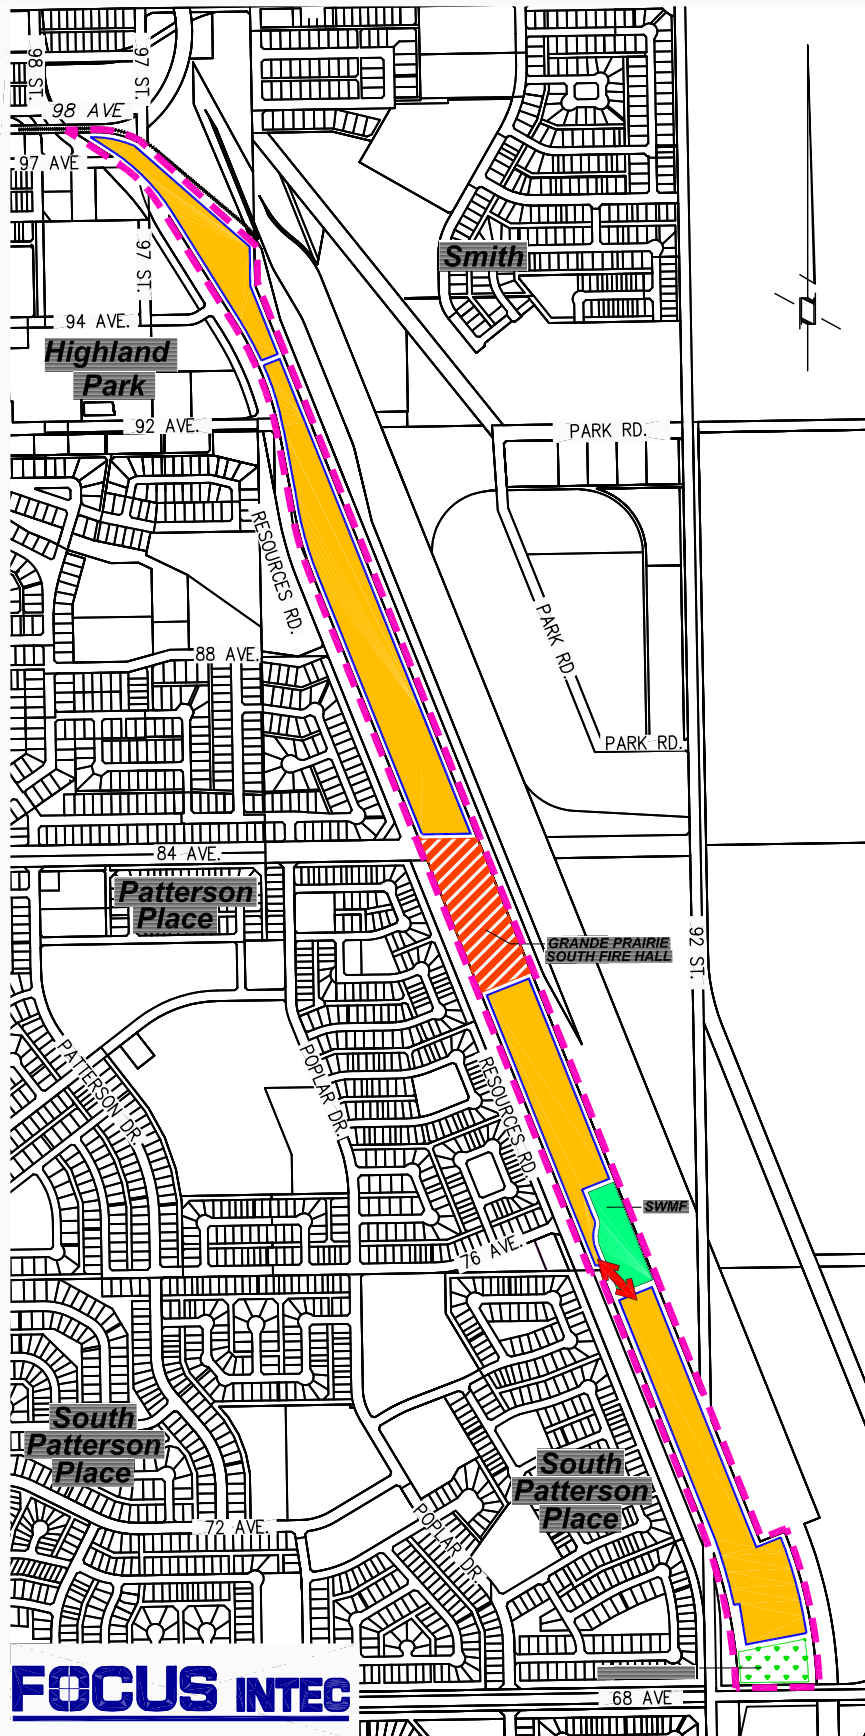 98 ST.
97 ST.
98 AVE
97 AVE
97 ST.
Smith
94 AVE.
Highland
Park
92 AVE.
PARK RD.
RESOURCES RD.
PARK RD.
88 AVE.
PARK RD.
84 AVE.
Patterson
Place
GRANDE PRAIRIE
SOUTH FIRE HALL
92 ST.
PATTERSON DR.
POPLAR DR.
RESOURCES RD.
SWMF
76 AVE.
South
Patterson
Place
South
Patterson
Place
72 AVE.
POPLAR DR.
FOCUS INTEC
68 AVE